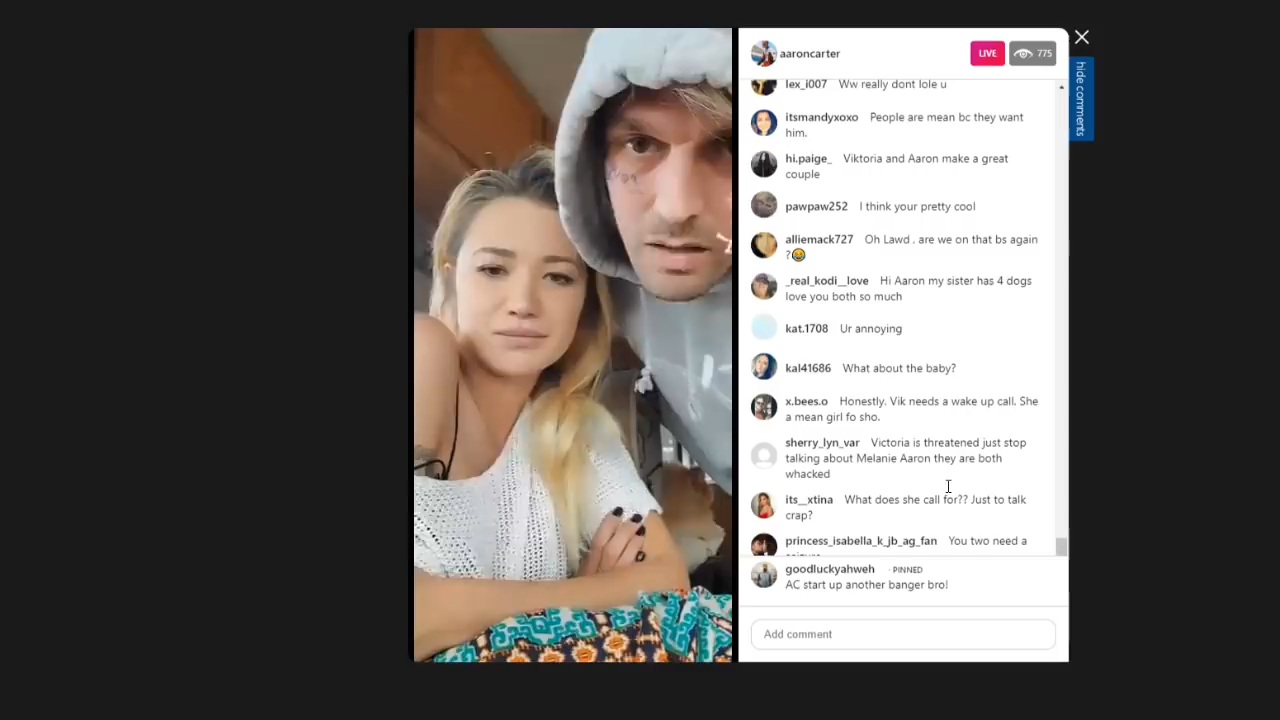 aaroncarter
LIVE
775
hide comments
lex_i007 Ww really dont lole u
itsmandyxoxo People are mean bc they want
him.
hi.paige_ Viktoria and Aaron make a great
couple
pawpaw252 I think your pretty cool
alliemack727 Oh Lawd . are we on that bs again
?😂
_real_kodi__love Hi Aaron my sister has 4 dogs
love you both so much
kat.1708 Ur annoying
kal41686 What about the baby?
x.bees.o Honestly. Vik needs a wake up call. She
a mean girl fo sho.
sherry_lyn_var Victoria is threatened just stop
talking about Melanie Aaron they are both
whacked
its__xtina What does she call for?? Just to talk
crap?
princess_isabella_k_jb_ag_fan You two need a
goodluckyahweh · PINNED
AC start up another banger bro!
Add comment